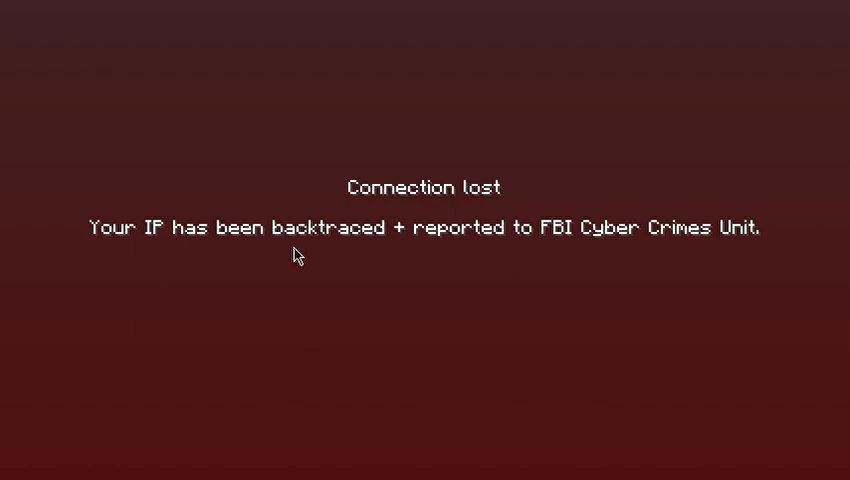 Connection lost
Your IP has been backtraced + reported to FBI Cyber Crimes Unit.